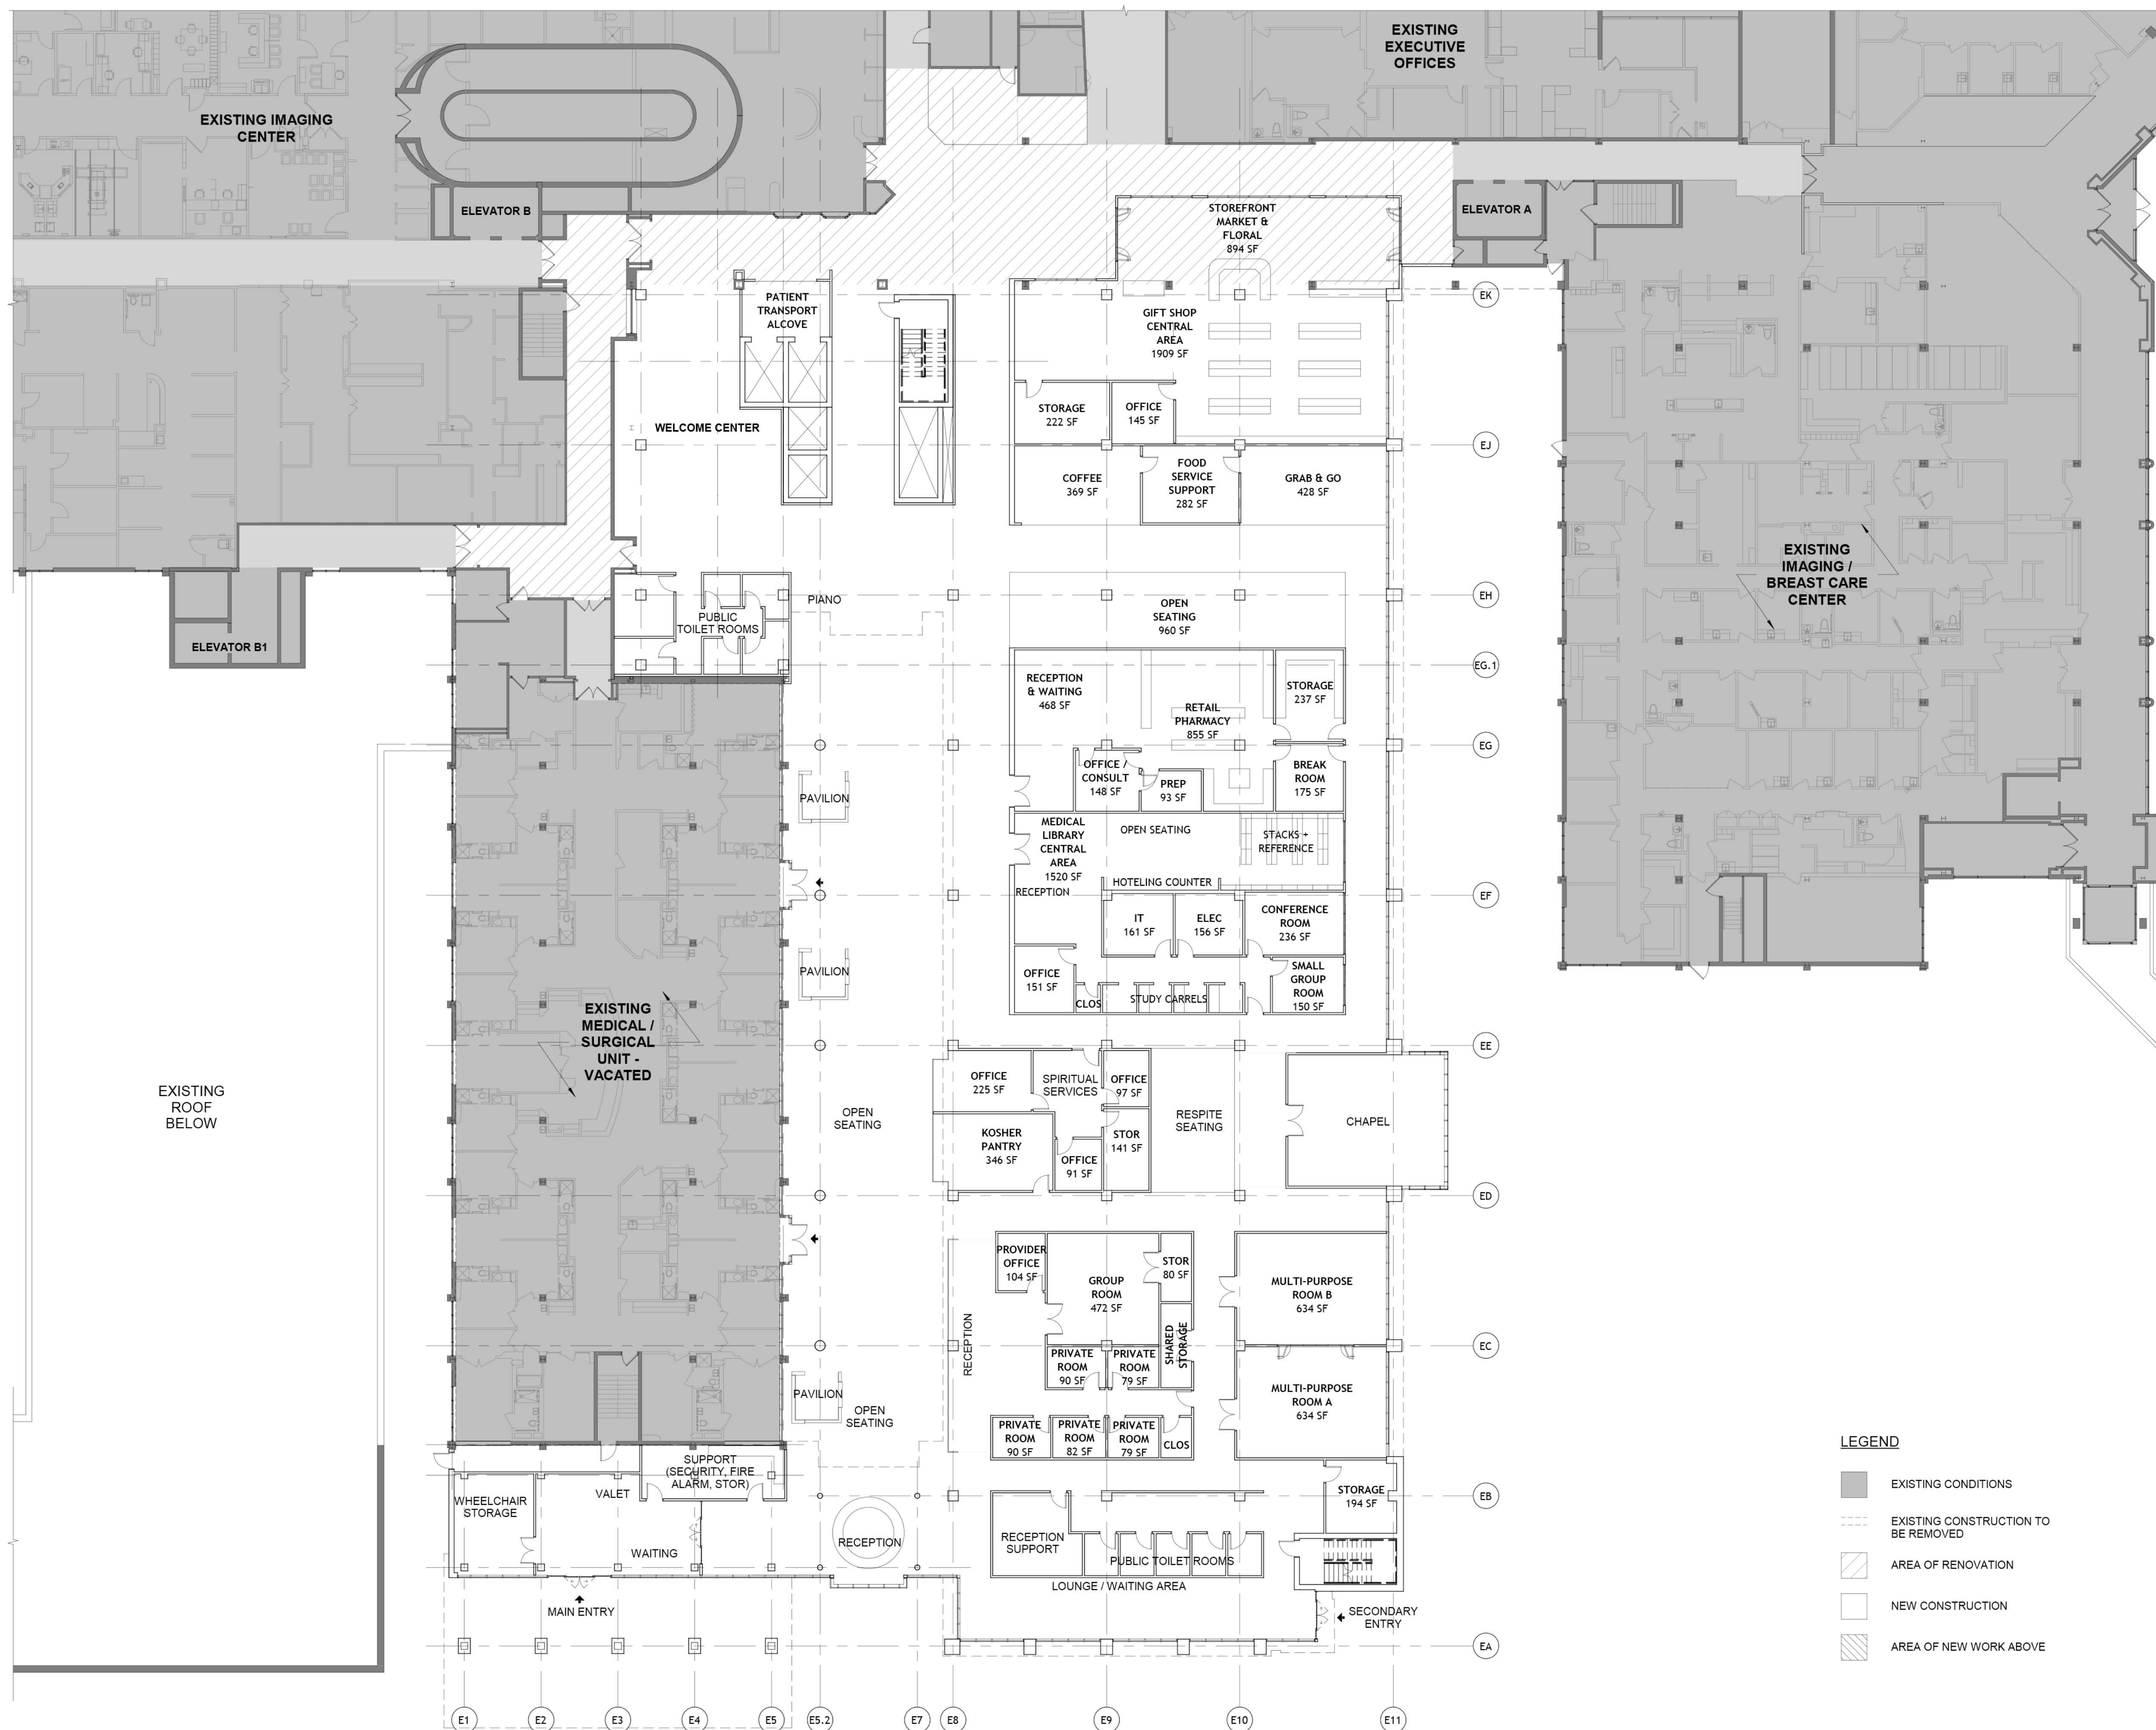 EXISTING
EXECUTIVE
OFFICES
EXISTING IMAGING
CENTER
ELEVATOR B
ELEVATOR A
STOREFRONT
MARKET &
FLORAL
894 SF
PATIENT
TRANSPORT
ALCOVE
EK
GIFT SHOP
CENTRAL
AREA
1909 SF
STORAGE
222 SF
OFFICE
145 SF
WELCOME CENTER
EJ
COFFEE
369 SF
FOOD
SERVICE
SUPPORT
282 SF
GRAB & GO
428 SF
EXISTING
IMAGING /
BREAST CARE
CENTER
PIANO
EH
OPEN
SEATING
960 SF
PUBLIC
TOILET ROOMS
ELEVATOR B1
EG.1
RECEPTION
& WAITING
468 SF
STORAGE
237 SF
RETAIL
PHARMACY
855 SF
EG
OFFICE /
CONSULT
148 SF
PREP
93 SF
BREAK
ROOM
175 SF
PAVILION
MEDICAL
LIBRARY
CENTRAL
AREA
1520 SF
OPEN SEATING
STACKS +
REFERENCE
HOTELING COUNTER
RECEPTION
EF
IT
161 SF
ELEC
156 SF
CONFERENCE
ROOM
236 SF
PAVILION
OFFICE
151 SF
CLOS
STUDY CARRELS
SMALL
GROUP
ROOM
150 SF
EXISTING
MEDICAL /
SURGICAL
UNIT -
VACATED
EE
OFFICE
225 SF
SPIRITUAL
SERVICES
OFFICE
97 SF
EXISTING
ROOF
BELOW
OPEN
SEATING
RESPITE
SEATING
CHAPEL
KOSHER
PANTRY
346 SF
STOR
141 SF
OFFICE
91 SF
ED
PROVIDER
OFFICE
104 SF
STOR
80 SF
GROUP
ROOM
472 SF
MULTI-PURPOSE
ROOM B
634 SF
RECEPTION
SHARED
STORAGE
EC
PRIVATE
ROOM
90 SF
PRIVATE
ROOM
79 SF
PAVILION
OPEN
SEATING
MULTI-PURPOSE
ROOM A
634 SF
PRIVATE
ROOM
90 SF
PRIVATE
ROOM
82 SF
PRIVATE
ROOM
79 SF
CLOS
SUPPORT
(SECURITY, FIRE
ALARM, STOR)
VALET
WHEELCHAIR
STORAGE
STORAGE
194 SF
EB
RECEPTION
RECEPTION
SUPPORT
WAITING
PUBLIC TOILET ROOMS
LOUNGE / WAITING AREA
MAIN ENTRY
SECONDARY
ENTRY
EA
LEGEND
EXISTING CONDITIONS
EXISTING CONSTRUCTION TO
BE REMOVED
AREA OF RENOVATION
NEW CONSTRUCTION
AREA OF NEW WORK ABOVE
E1
E2
E3
E4
E5
E5.2
E7
E8
E9
E10
E11